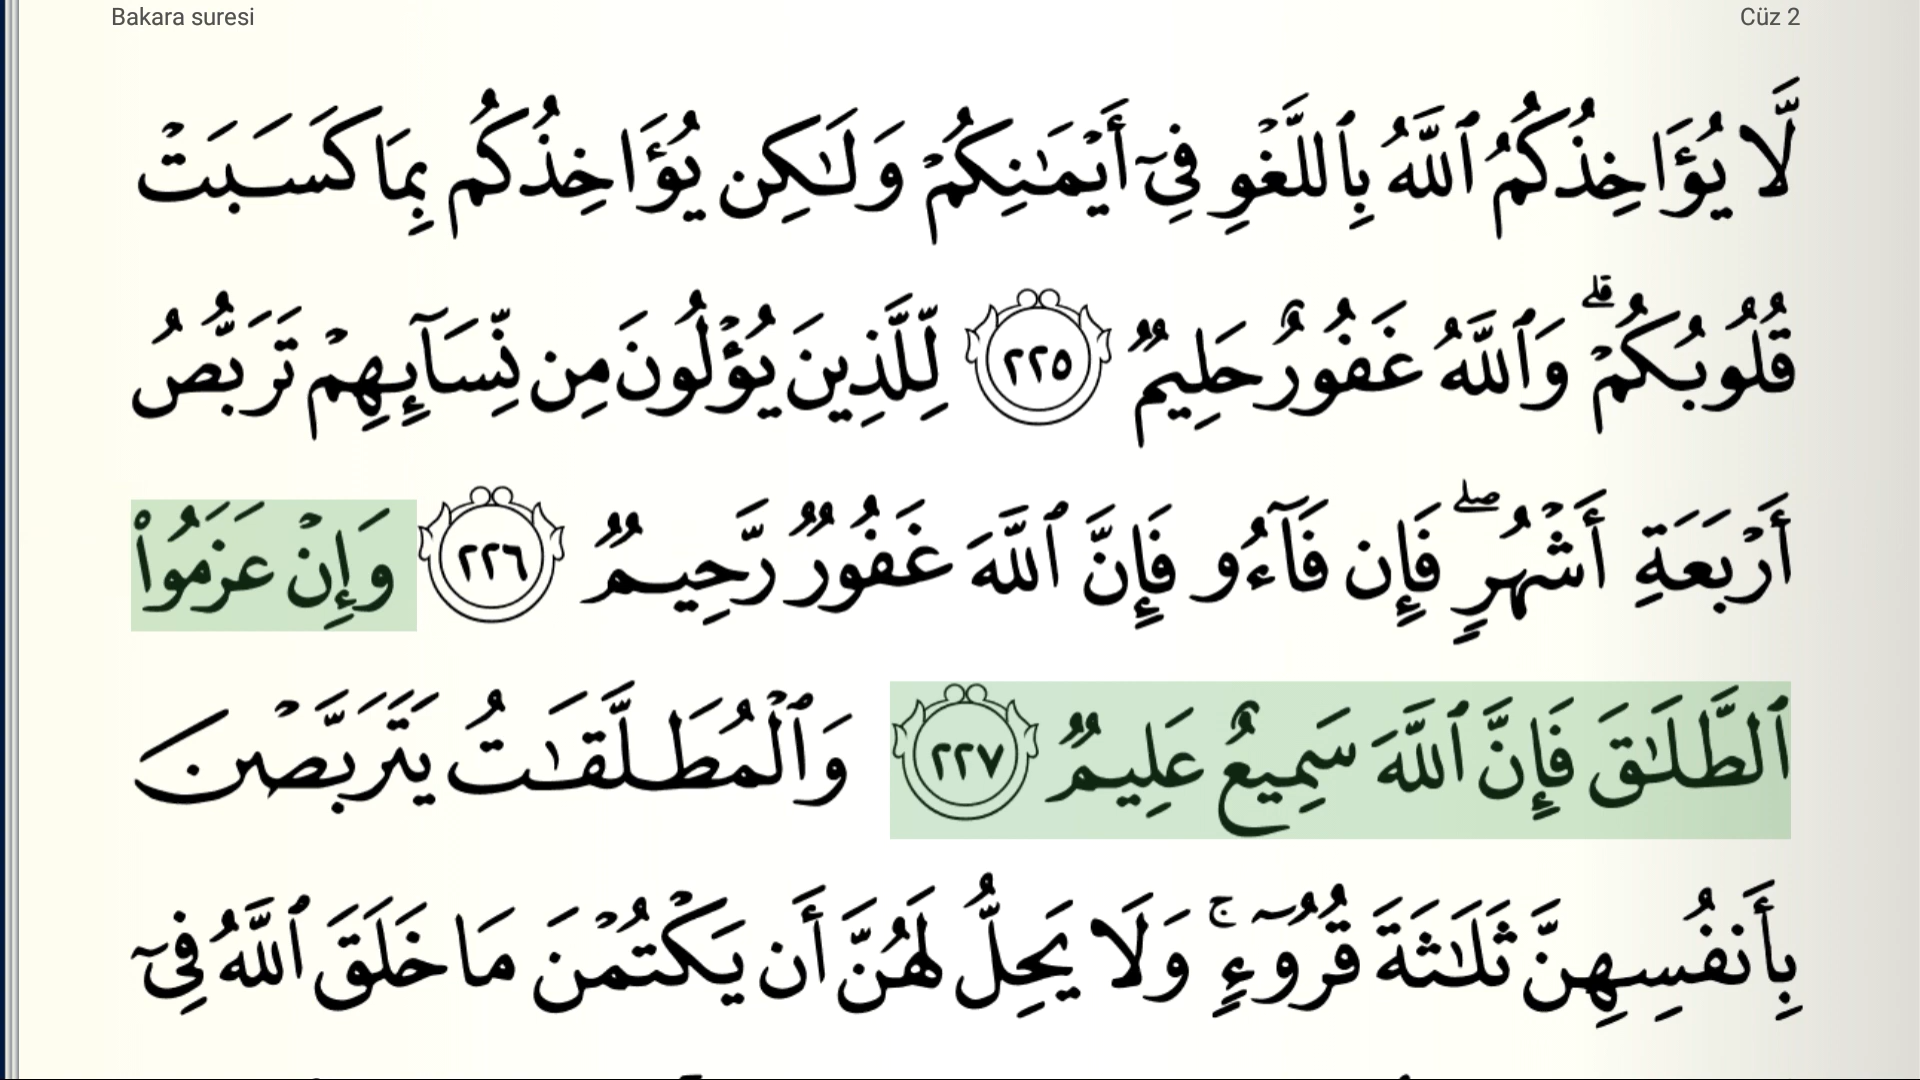 Bakara suresi
Cüz 2
لَّا يُؤَاخِذُكُمُ ٱللَّهُ بِٱللَّغۡوِ فِيٓ أَيۡمَٰنِكُمۡ وَلَٰكِن يُؤَاخِذُكُم بِمَا كَسَبَتۡ
قُلُوبُكُمۡۗ وَٱللَّهُ غَفُورٌ حَلِيمٞ ٢٢٥ لِّلَّذِينَ يُؤۡلُونَ مِن نِّسَآئِهِمۡ تَرَبُّصُ
أَرۡبَعَةِ أَشۡهُرٖۖ فَإِن فَآءُو فَإِنَّ ٱللَّهَ غَفُورٞ رَّحِيمٞ ٢٢٦ وَإِنۡ عَزَمُواْ
ٱلطَّلَٰقَ فَإِنَّ ٱللَّهَ سَمِيعٌ عَلِيمٞ ٢٢٧ وَٱلۡمُطَلَّقَٰتُ يَتَرَبَّصۡنَ
بِأَنفُسِهِنَّ ثَلَٰثَةَ قُرُوٓءٖۚ وَلَا يَحِلُّ لَهُنَّ أَن يَكۡتُمۡنَ مَا خَلَقَ ٱللَّهُ فِيٓ